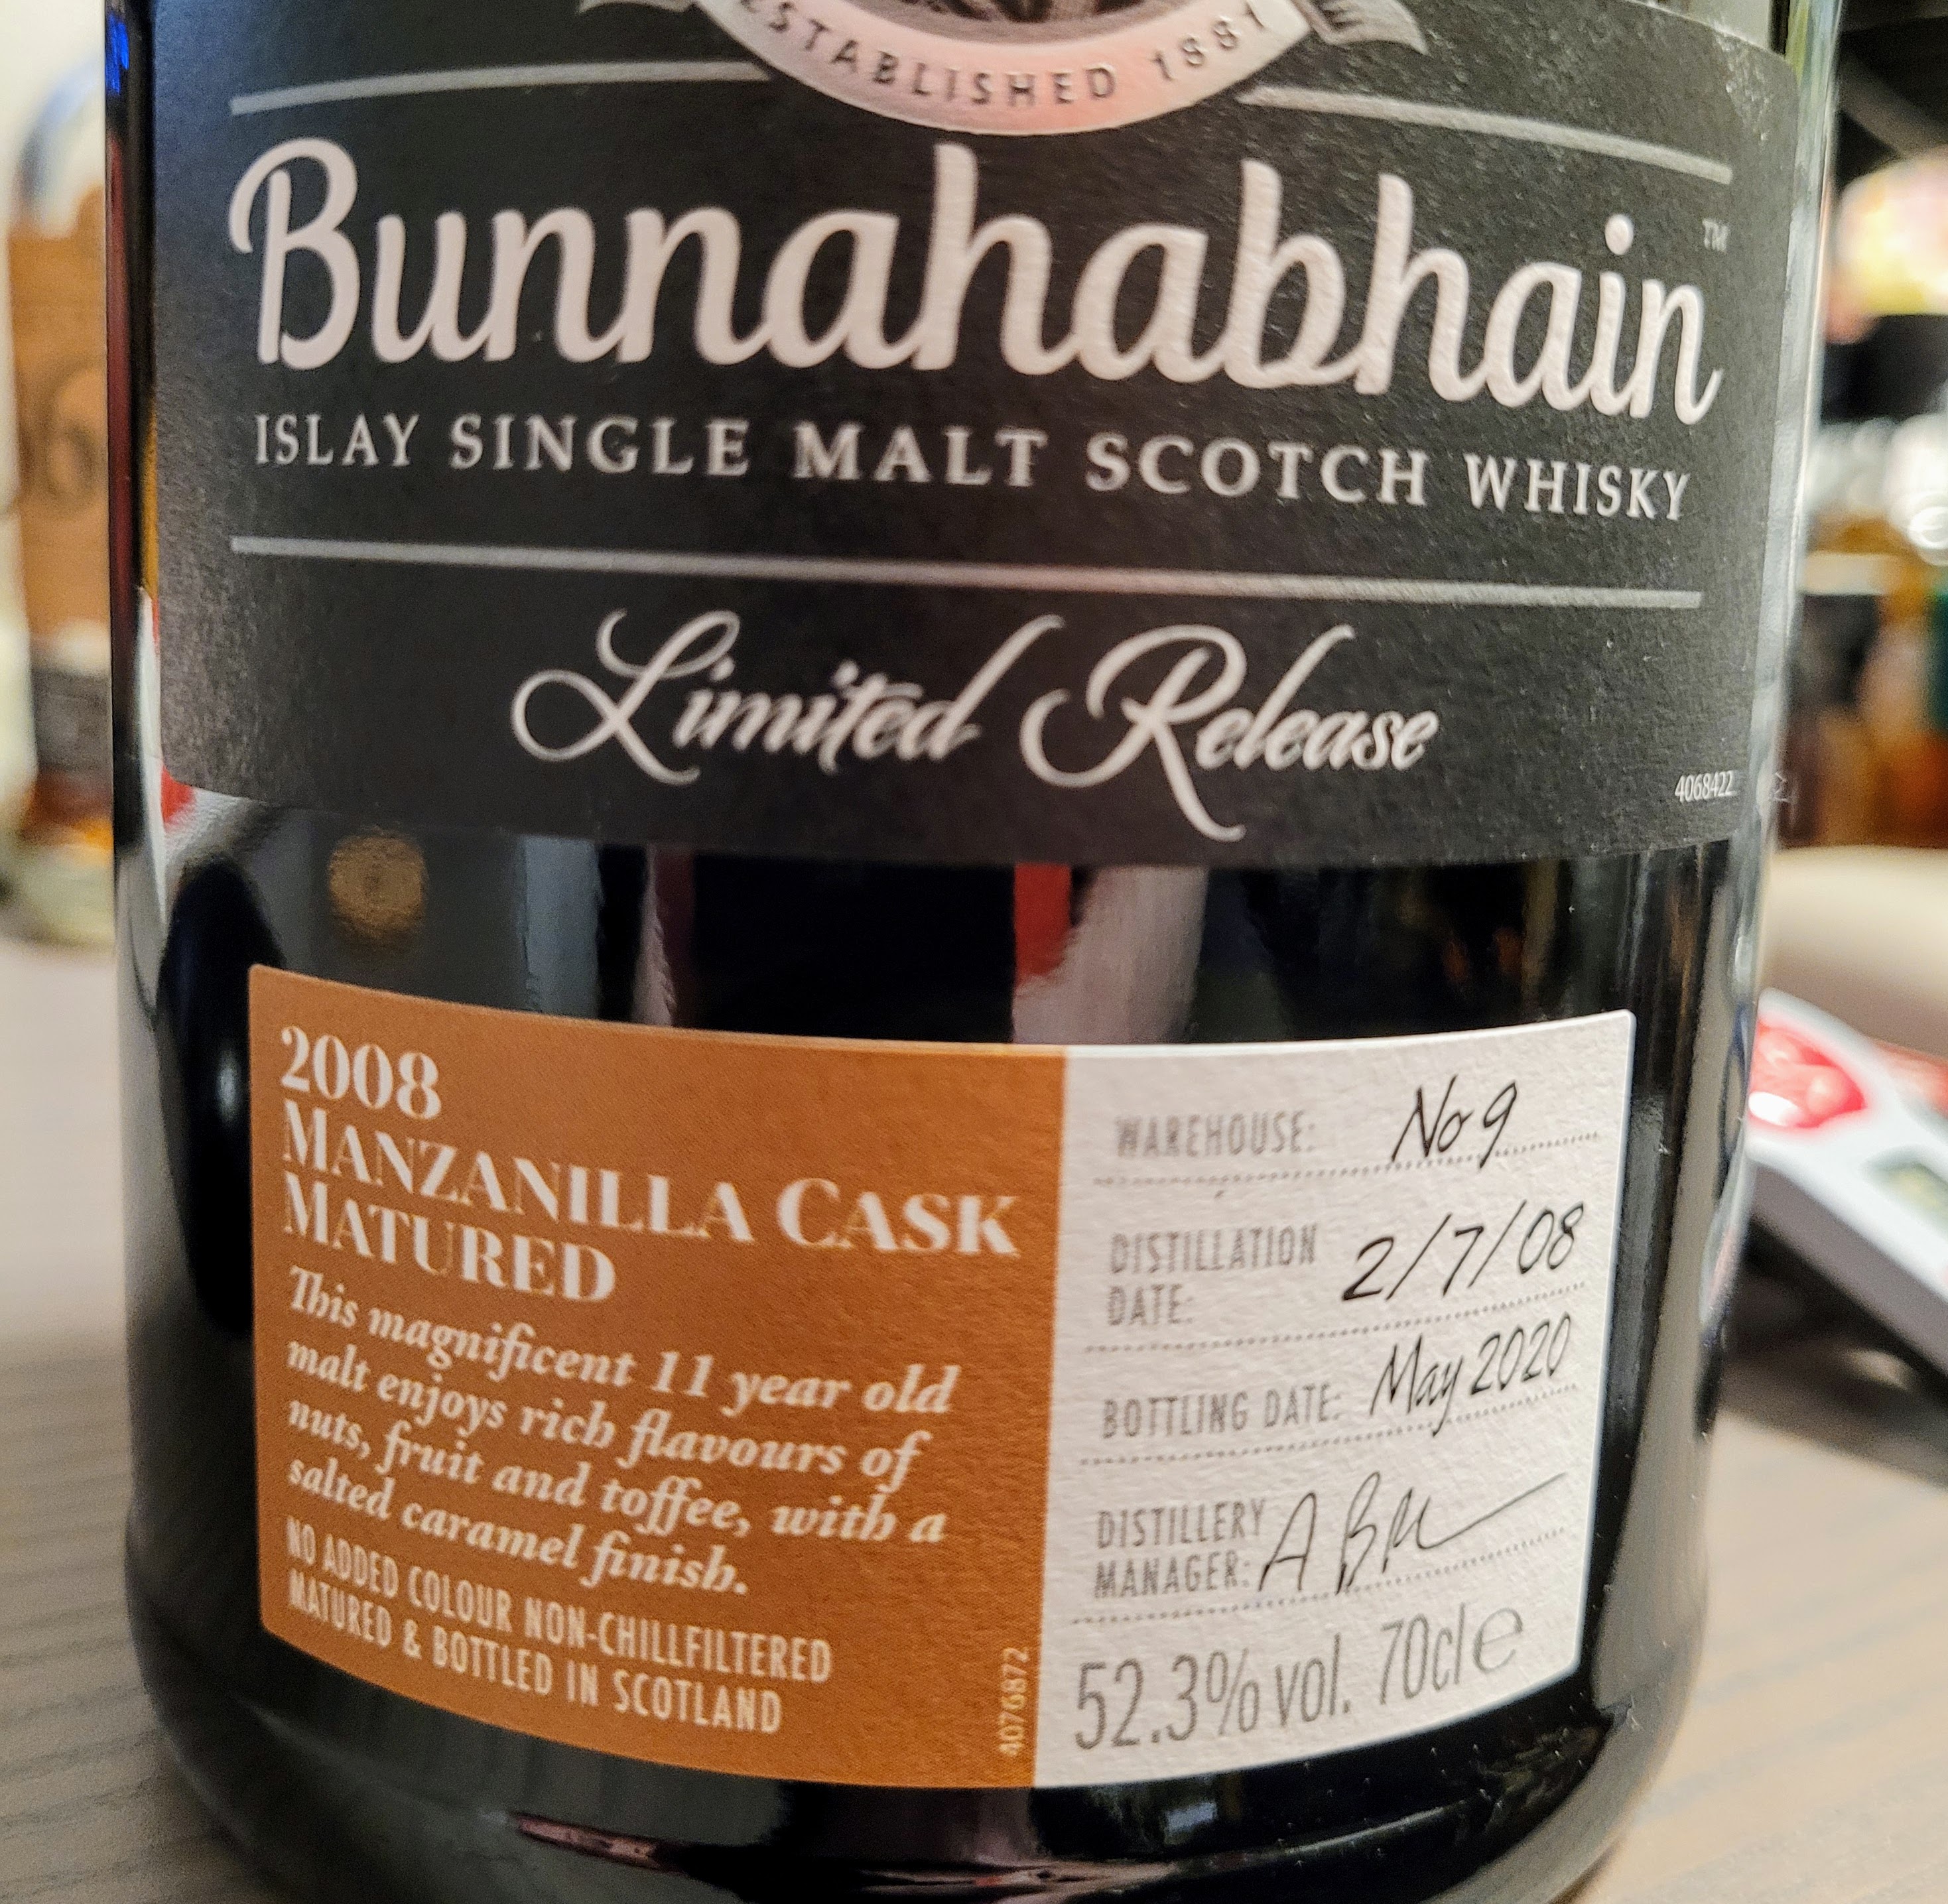 ESTABLISHED 1881
Bunnahabhain™
ISLAY SINGLE MALT SCOTCH WHISKY
Limited Release
4068422
2008
MANZANILLA CASK
MATURED
This magnificent 11 year old
malt enjoys rich flavours of
nuts, fruit and toffee, with a
salted caramel finish.
NO ADDED COLOUR NON-CHILLFILTERED
MATURED & BOTTLED IN SCOTLAND
4076872
WAREHOUSE: No 9
DISTILLATION
DATE: 2/7/08
BOTTLING DATE: May 2020
DISTILLERY
MANAGER:
52.3% vol. 70cl e